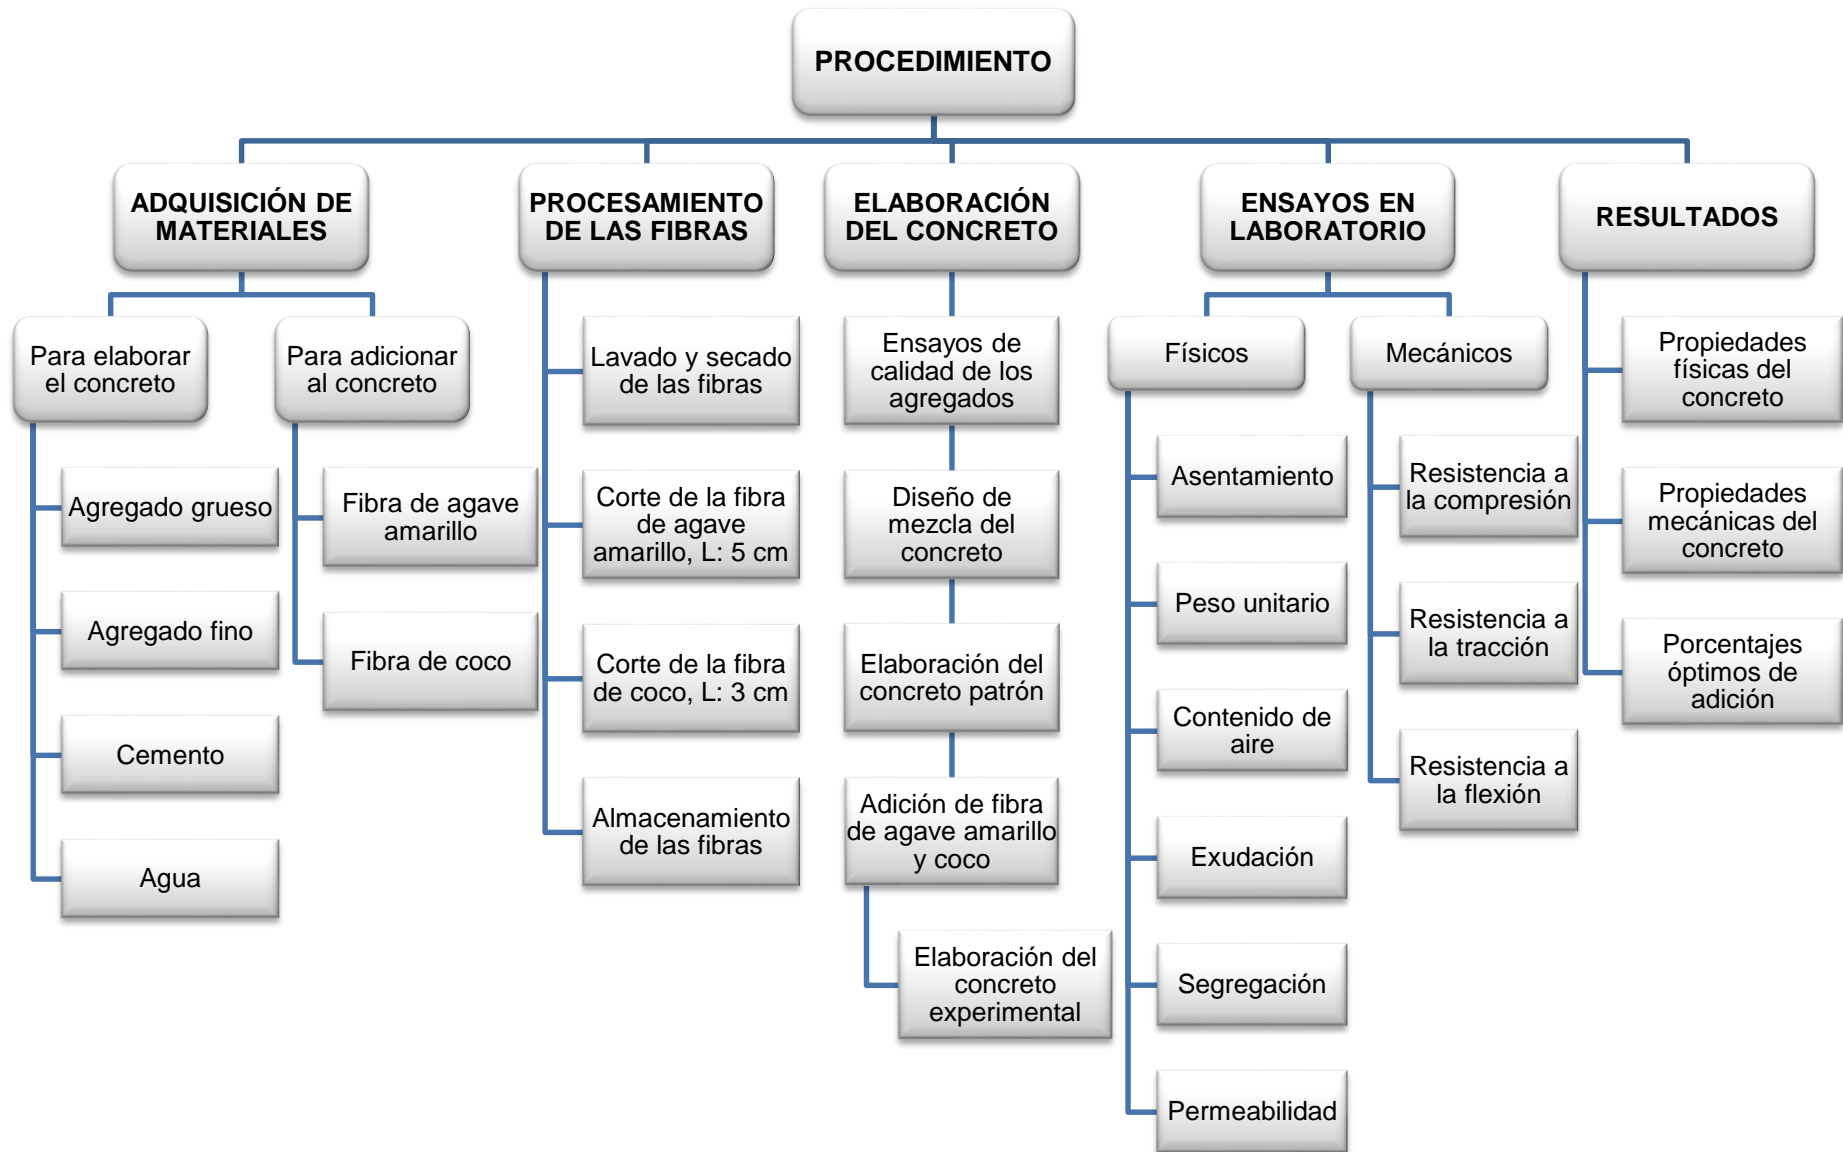 PROCEDIMIENTO
ADQUISICIÓN DE
MATERIALES
Para elaborar
el concreto
Agregado grueso
Agregado fino
Cemento
Agua
Para adicionar
al concreto
Fibra de agave
amarillo
Fibra de coco
PROCESAMIENTO
DE LAS FIBRAS
Lavado y secado
de las fibras
Corte de la fibra
de agave
amarillo, L: 5 cm
Corte de la fibra
de coco, L: 3 cm
Almacenamiento
de las fibras
ELABORACIÓN
DEL CONCRETO
Ensayos de
calidad de los
agregados
Diseño de
mezcla del
concreto
Elaboración del
concreto patrón
Adición de fibra
de agave amarillo
y coco
Elaboración del
concreto
experimental
ENSAYOS EN
LABORATORIO
Físicos
Asentamiento
Peso unitario
Contenido de
aire
Exudación
Segregación
Permeabilidad
Mecánicos
Resistencia a
la compresión
Resistencia a
la tracción
Resistencia a
la flexión
RESULTADOS
Propiedades
físicas del
concreto
Propiedades
mecánicas del
concreto
Porcentajes
óptimos de
adición